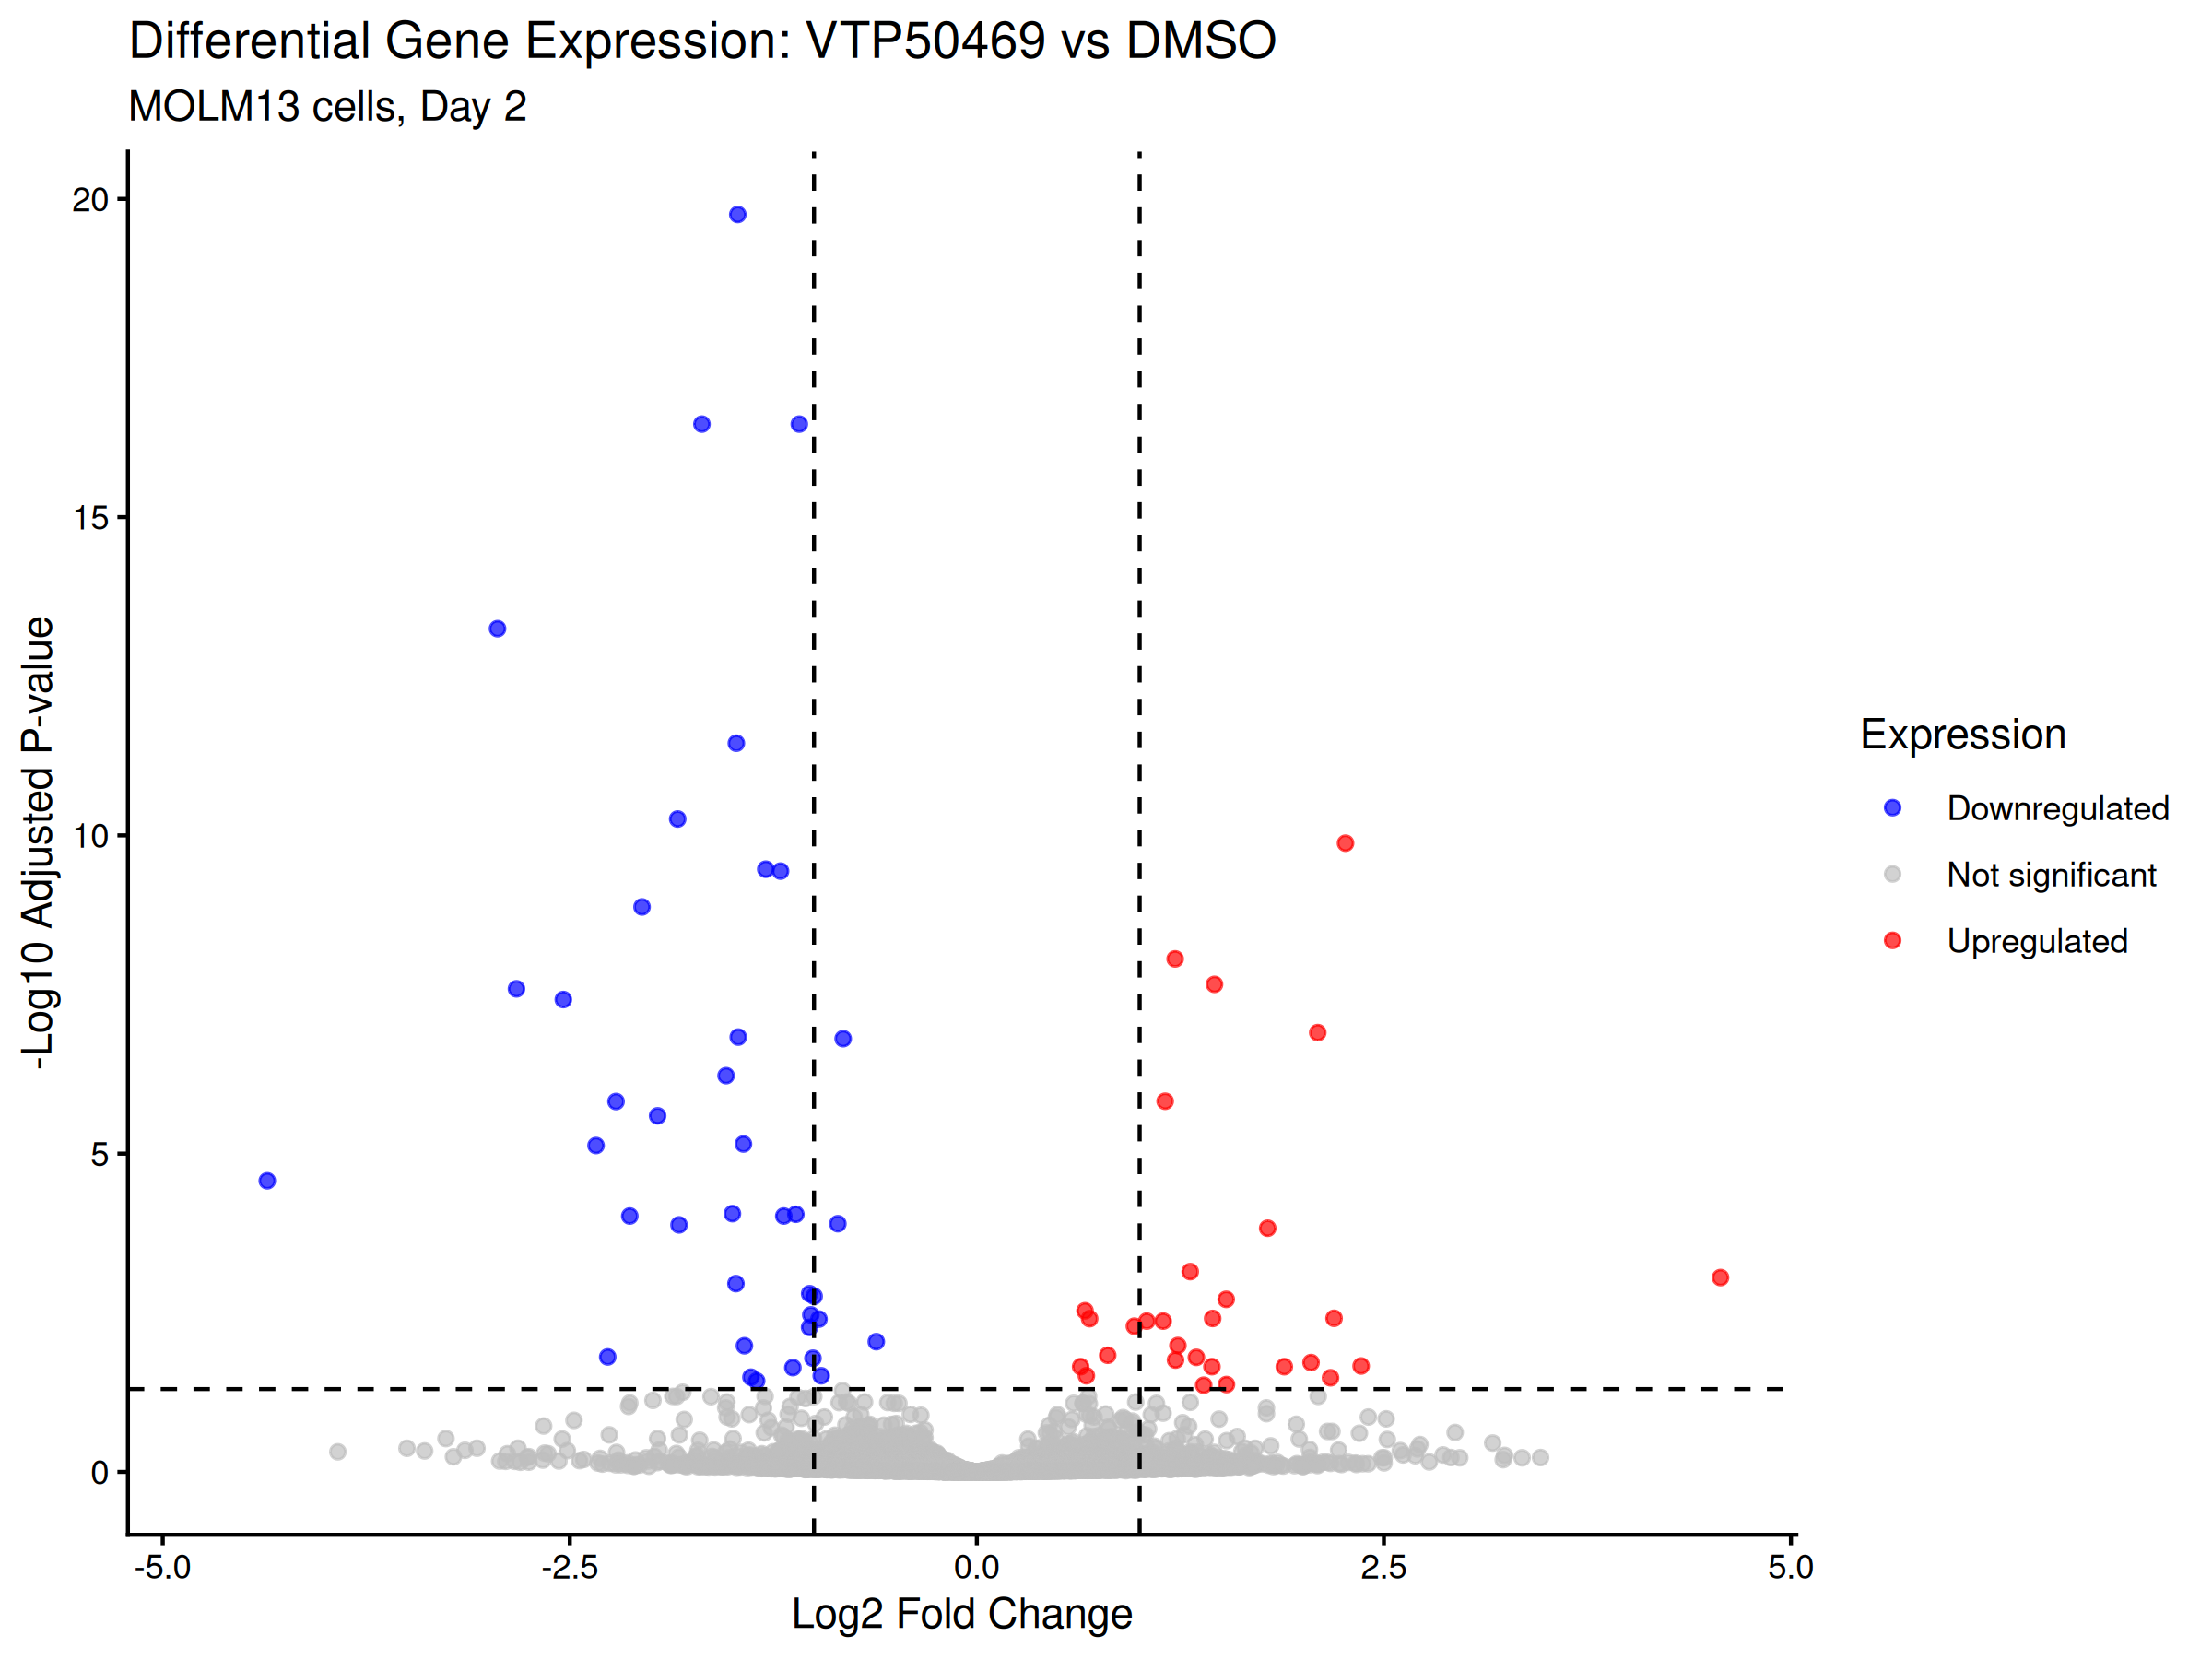 Differential Gene Expression: VTP50469 vs DMSO
MOLM13 cells, Day 2
20
15
10
5
0
-Log10 Adjusted P-value
-5.0
-2.5
0.0
2.5
5.0
Log2 Fold Change
Expression
Downregulated
Not significant
Upregulated